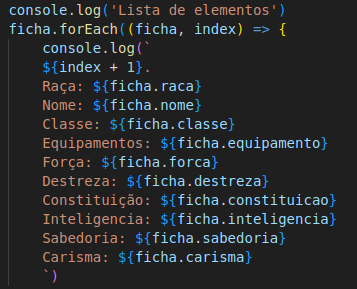 console.log('Lista de elementos')
ficha.forEach((ficha, index) => {
console.log(`
${index + 1}.
Raça: ${ficha.raca}
Nome: ${ficha.nome}
Classe: ${ficha.classe}
Equipamentos: ${ficha.equipamento}
Força: ${ficha.forca}
Destreza: ${ficha.destreza}
Constituição: ${ficha.constituicao}
Inteligencia: ${ficha.inteligencia}
Sabedoria: ${ficha.sabedoria}
Carisma: ${ficha.carisma}
`)